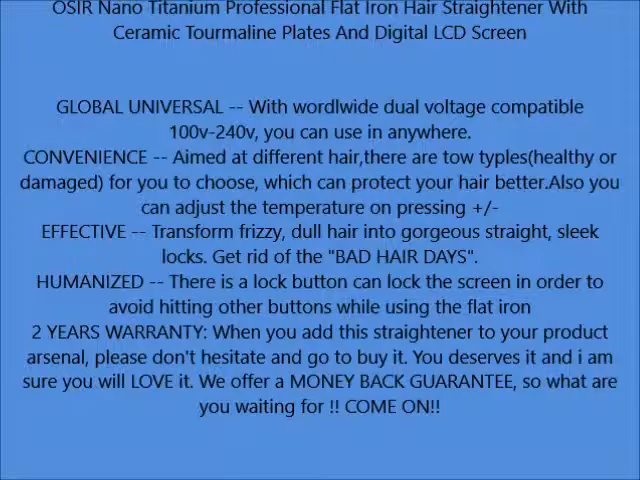 OSIR Nano Titanium Professional Flat Iron Hair Straightener With
Ceramic Tourmaline Plates And Digital LCD Screen
GLOBAL UNIVERSAL -- With wordlwide dual voltage compatible
100v-240v, you can use in anywhere.
CONVENIENCE -- Aimed at different hair,there are tow typles(healthy or
damaged) for you to choose, which can protect your hair better.Also you
can adjust the temperature on pressing +/-
EFFECTIVE -- Transform frizzy, dull hair into gorgeous straight, sleek
locks. Get rid of the "BAD HAIR DAYS".
HUMANIZED -- There is a lock button can lock the screen in order to
avoid hitting other buttons while using the flat iron
2 YEARS WARRANTY: When you add this straightener to your product
arsenal, please don't hesitate and go to buy it. You deserves it and i am
sure you will LOVE it. We offer a MONEY BACK GUARANTEE, so what are
you waiting for !! COME ON!!